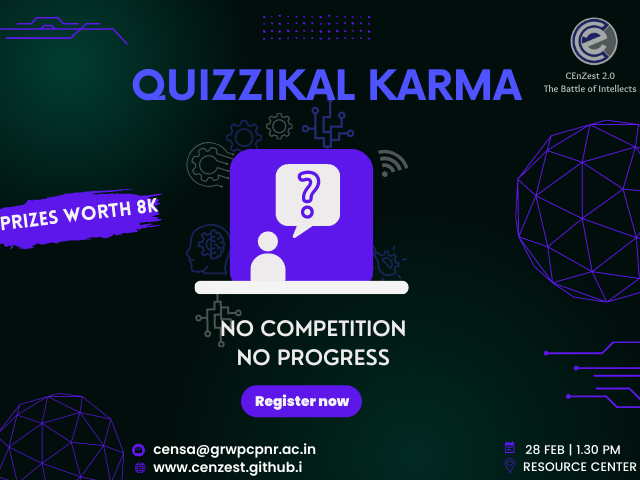 QUIZZIKAL KARMA
CEnZest 2.0
The Battle of Intellects
PRIZES WORTH 8K
?
NO COMPETITION
NO PROGRESS
Register now
censa@grwpcpnr.ac.in
www.cenzest.github.i
28 FEB | 1.30 PM
RESOURCE CENTER